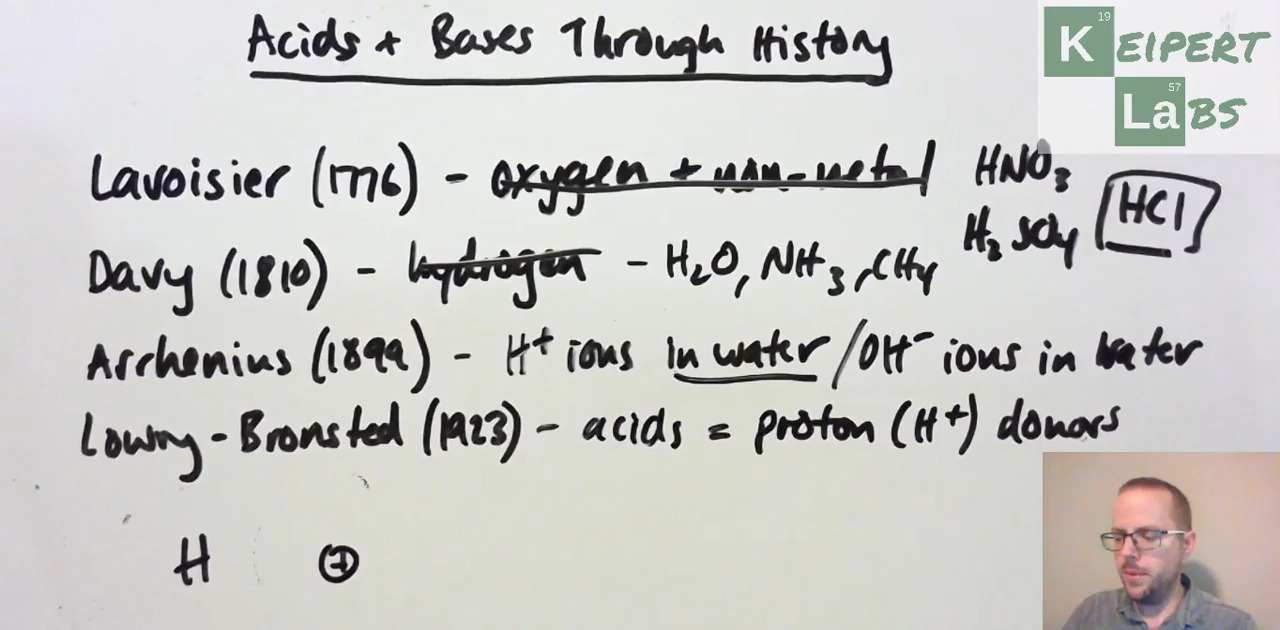 Acids + Bases Through History
19
KEIPERT
57
LaBS
Lavoisier (1776) - oxygen + non-metal HNO3
H2SO4 HCl
Davy (1810) - hydrogen - H2O, NH3, CH4
Arrhenius (1899) - H+ ions in water / OH- ions in water
Lowry-Bronsted (1923) - acids = proton (H+) donors
H +